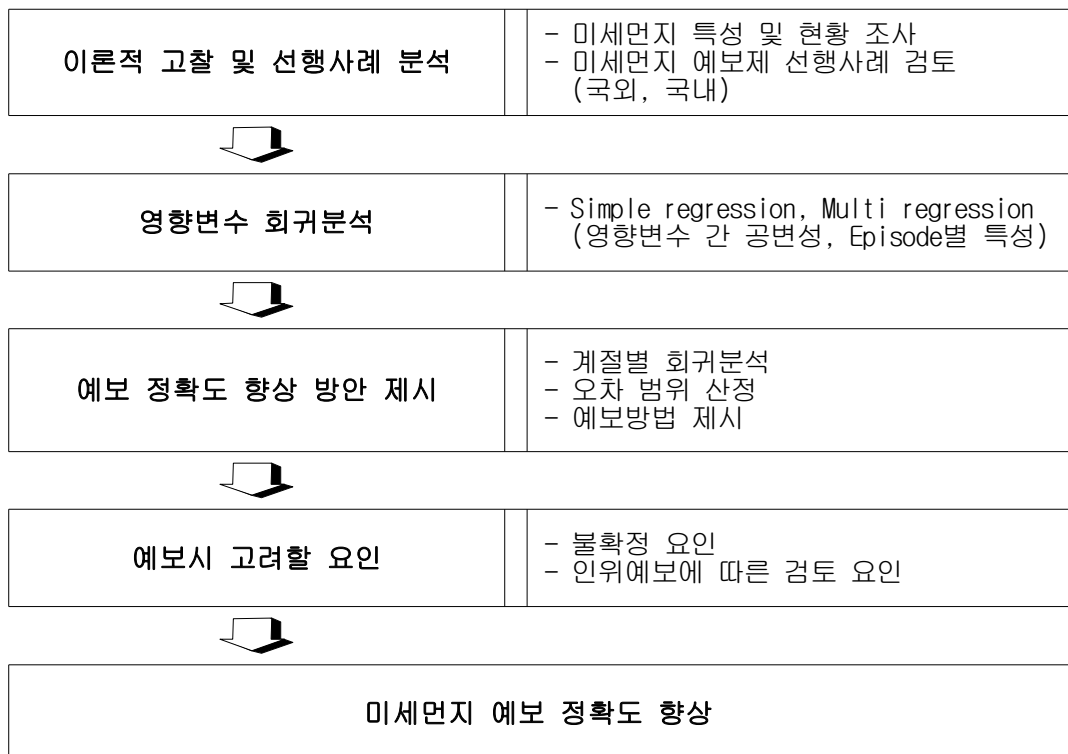 이론적 고찰 및 선행사례 분석
- 미세먼지 특성 및 현황 조사
- 미세먼지 예보제 선행사례 검토
(국외, 국내)
영향변수 회귀분석
- Simple regression, Multi regression
(영향변수 간 공변성, Episode별 특성)
예보 정확도 향상 방안 제시
- 계절별 회귀분석
- 오차 범위 산정
- 예보방법 제시
예보시 고려할 요인
- 불확정 요인
- 인위예보에 따른 검토 요인
미세먼지 예보 정확도 향상